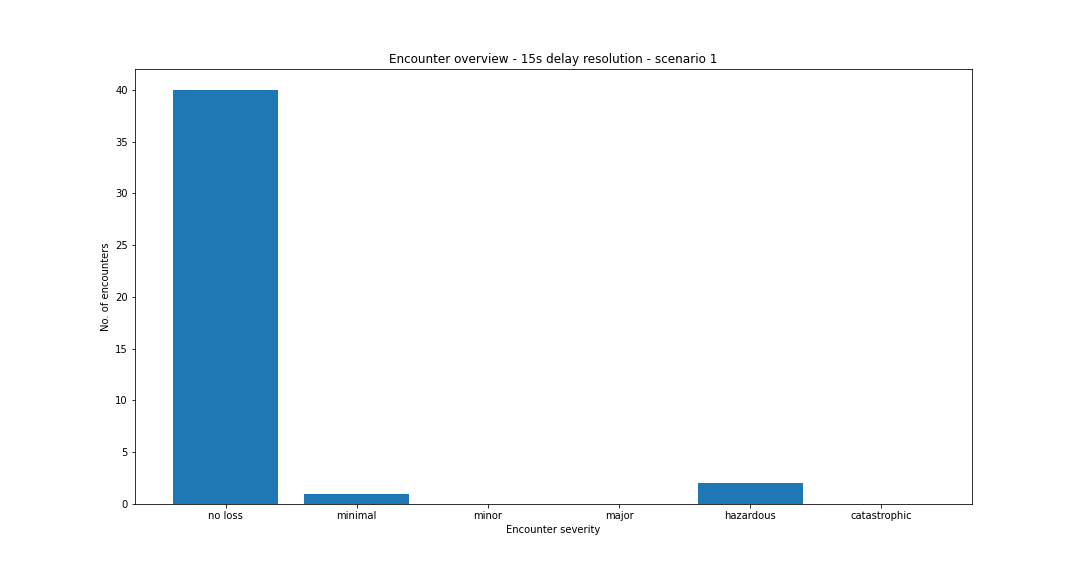 Encounter overview - 15s delay resolution - scenario 1
No. of encounters
40
35
30
25
20
15
10
5
0
no loss minimal minor major hazardous catastrophic
Encounter severity